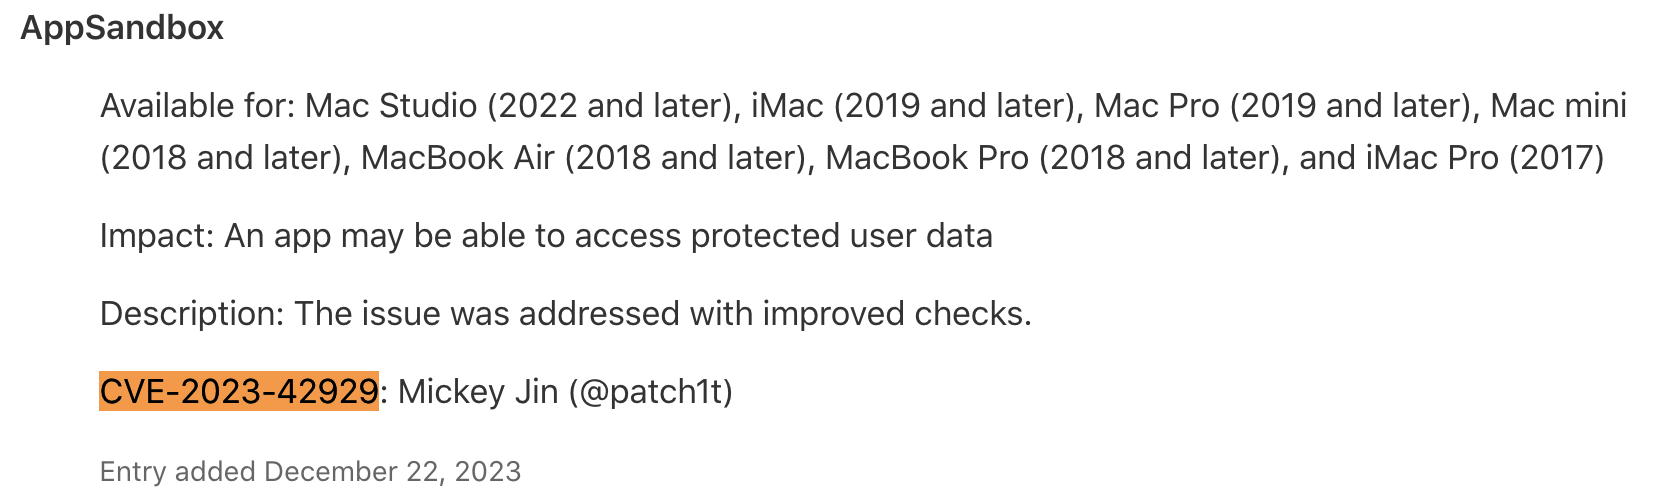 AppSandbox
Available for: Mac Studio (2022 and later), iMac (2019 and later), Mac Pro (2019 and later), Mac mini
(2018 and later), MacBook Air (2018 and later), MacBook Pro (2018 and later), and iMac Pro (2017)
Impact: An app may be able to access protected user data
Description: The issue was addressed with improved checks.
CVE-2023-42929: Mickey Jin (@patch1t)
Entry added December 22, 2023